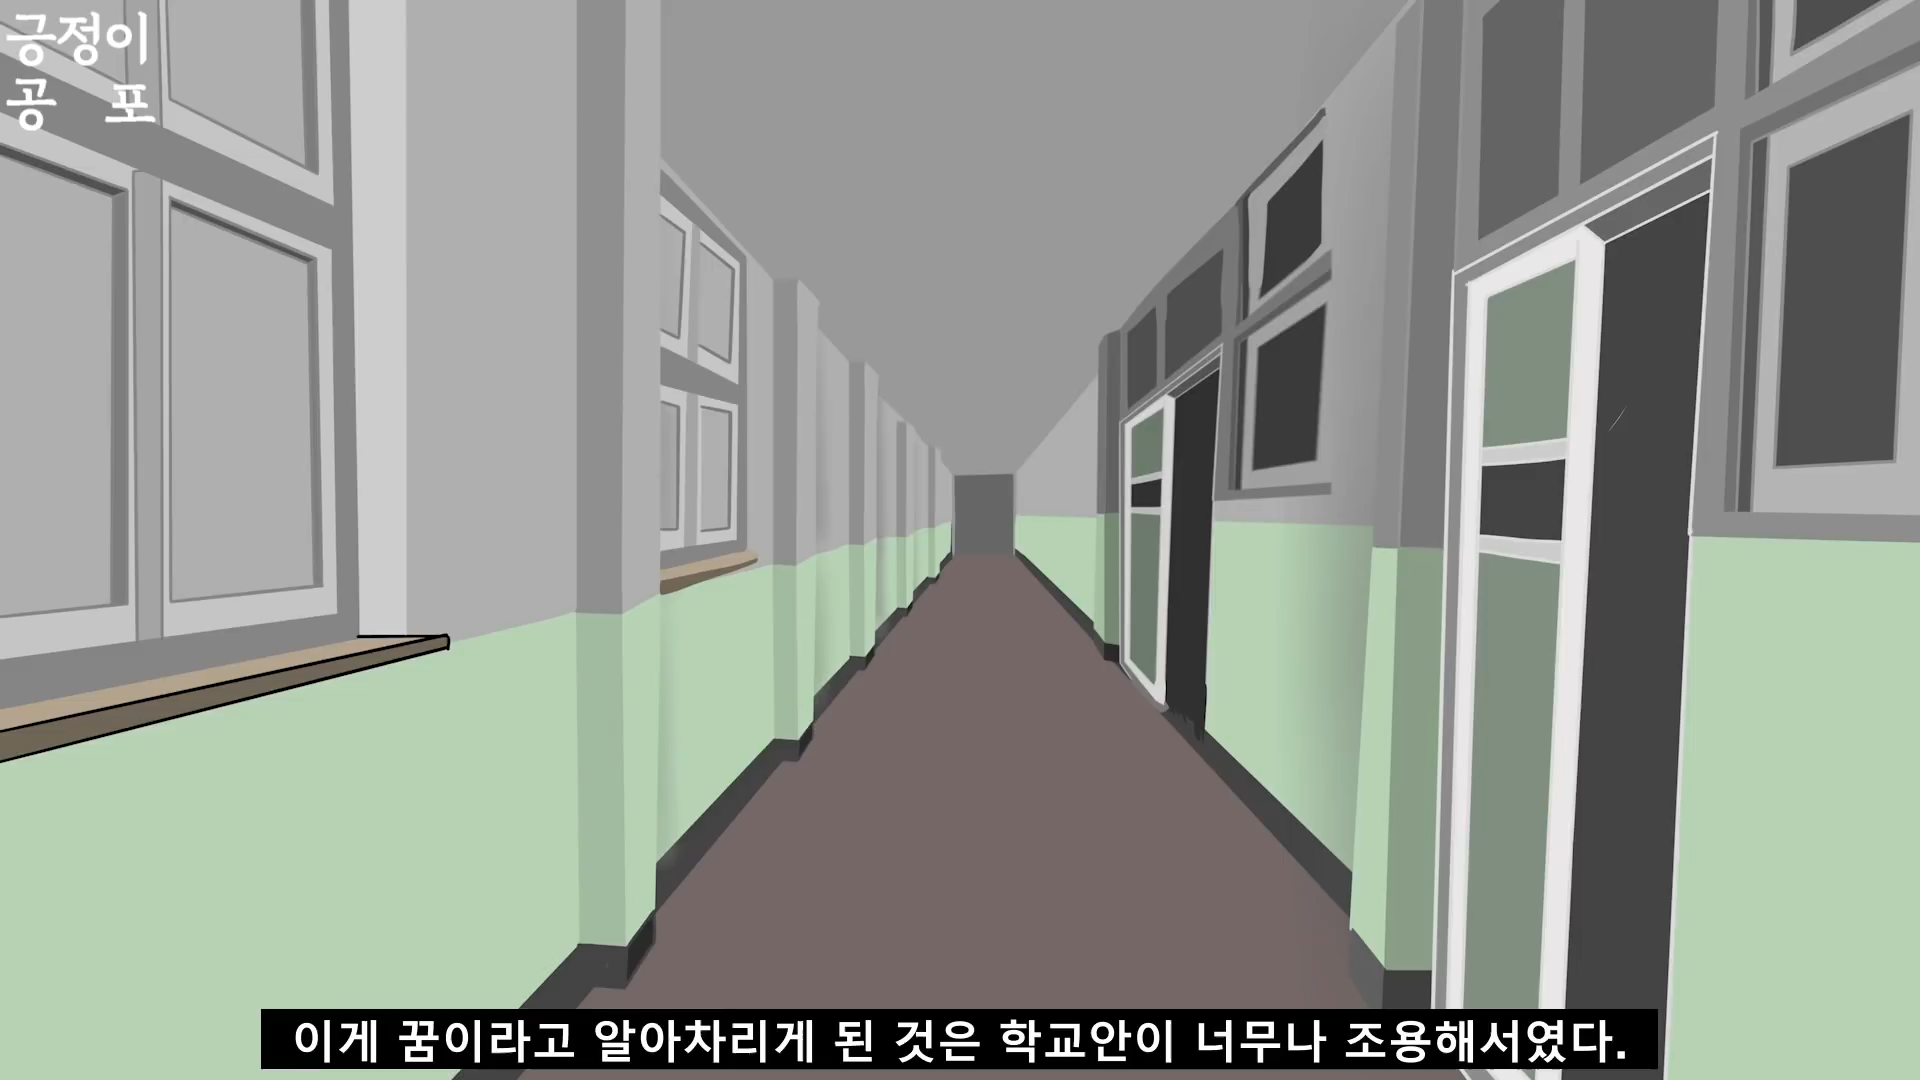 긍정이
공 포
이게 꿈이라고 알아차리게 된 것은 학교안이 너무나 조용해서였다.